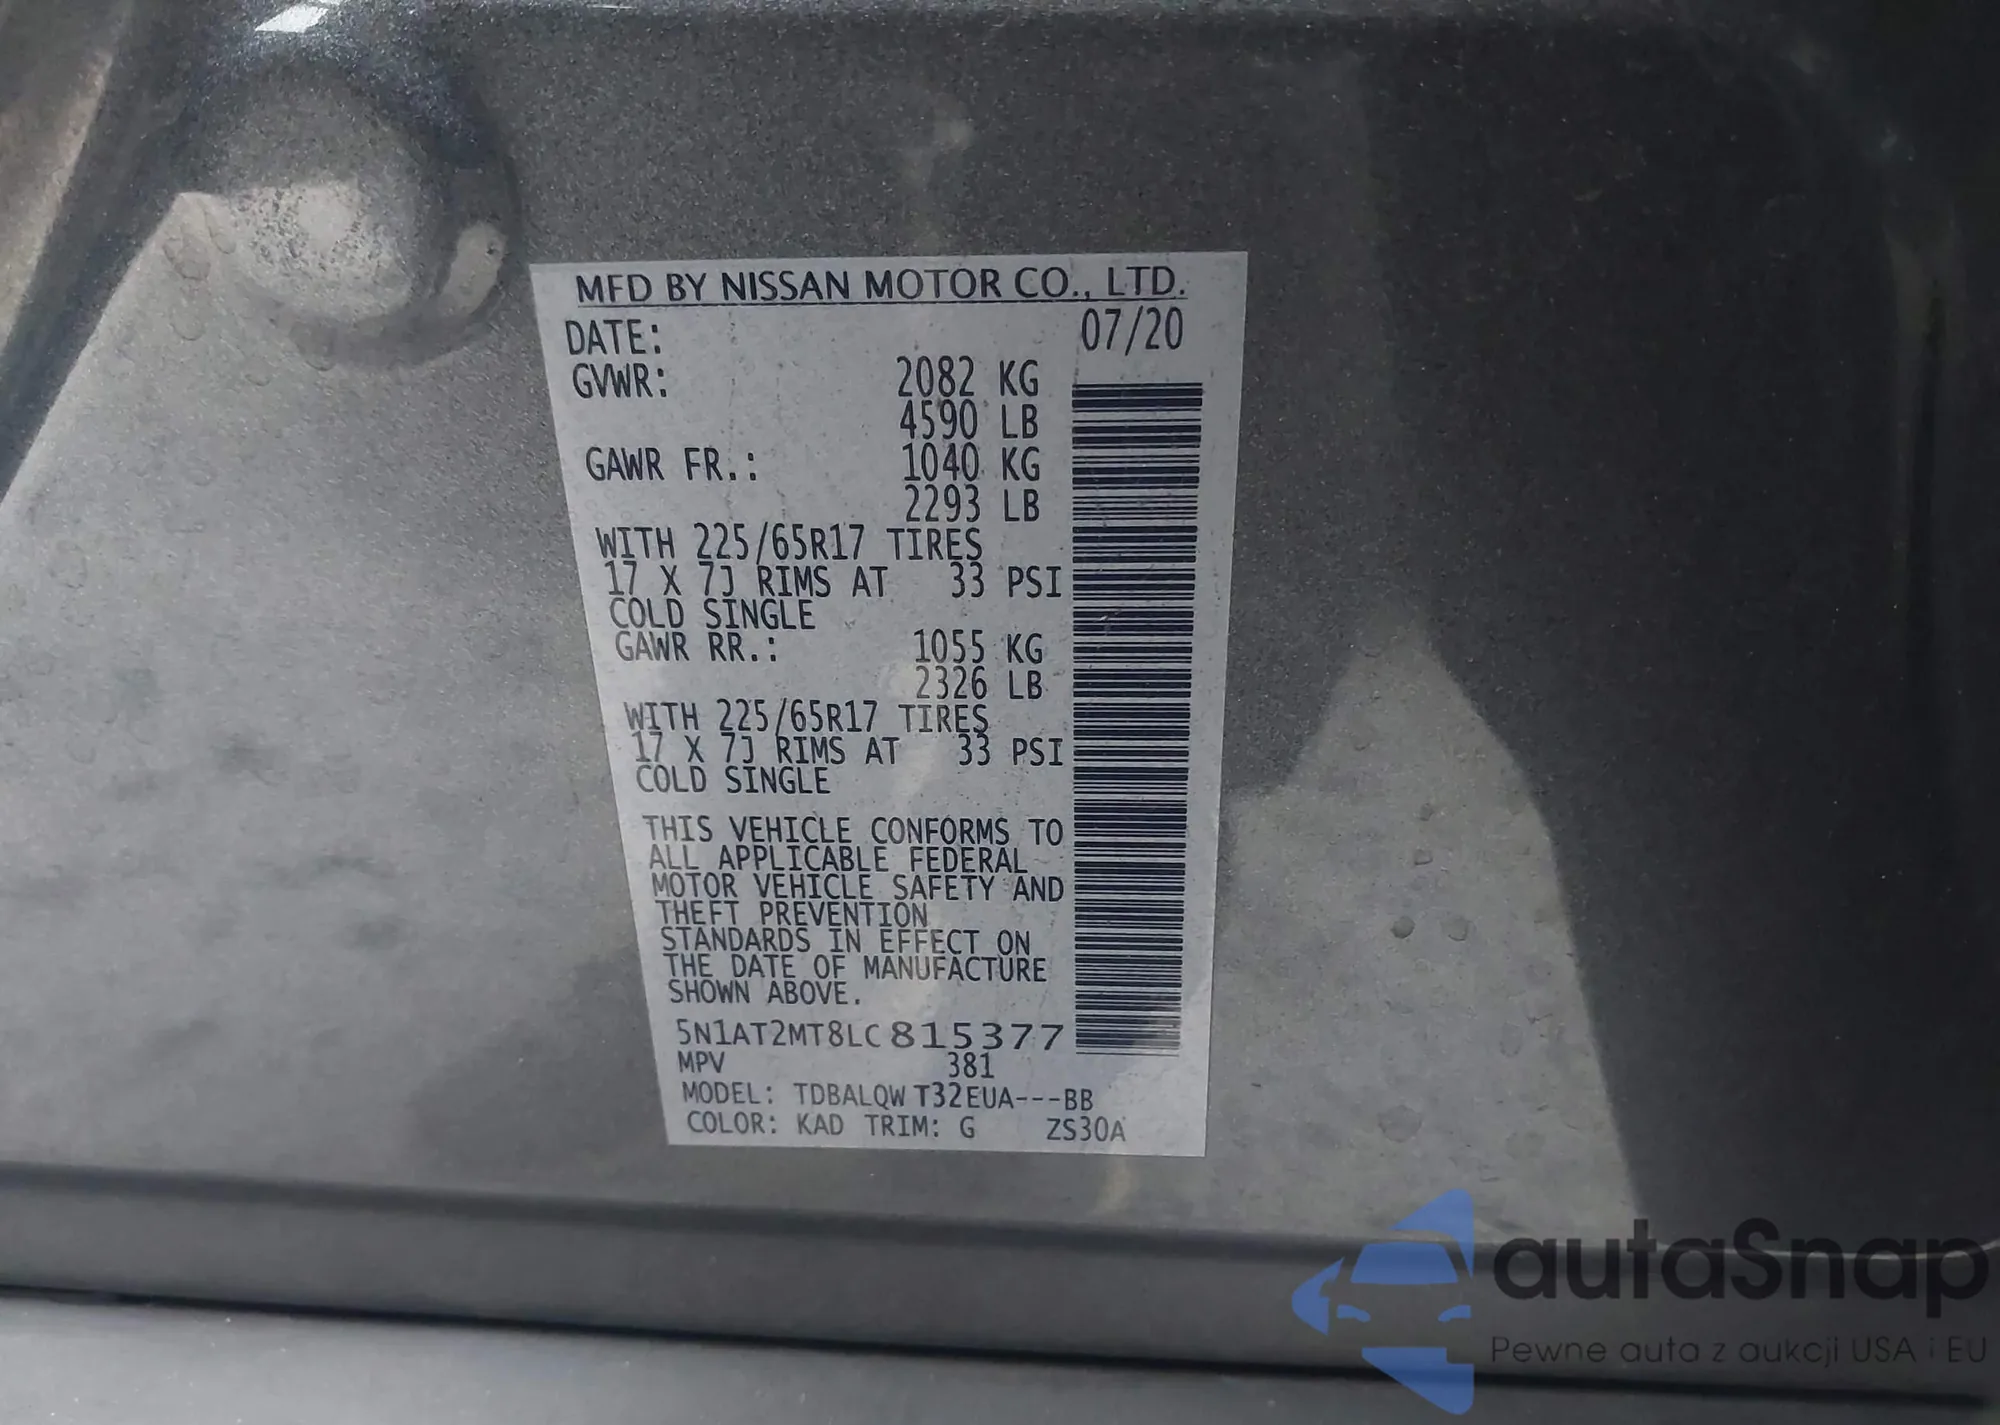 MFD BY NISSAN MOTOR CO., LTD.
DATE: 07/20
GVWR: 2082 KG
4590 LB
GAWR FR.: 1040 KG
2293 LB
WITH 225/65R17 TIRES
17 X 7J RIMS AT 33 PSI
COLD SINGLE
GAWR RR.: 1055 KG
2326 LB
WITH 225/65R17 TIRES
17 X 7J RIMS AT 33 PSI
COLD SINGLE
THIS VEHICLE CONFORMS TO
ALL APPLICABLE FEDERAL
MOTOR VEHICLE SAFETY AND
THEFT PREVENTION
STANDARDS IN EFFECT ON
THE DATE OF MANUFACTURE
SHOWN ABOVE.
5N1AT2MT8LC815377
MPV 381
MODEL: TDBALQW T32EUA---BB
COLOR: KAD TRIM: G ZS30A
autaSnap
Pewne auta z aukcji USA i EU